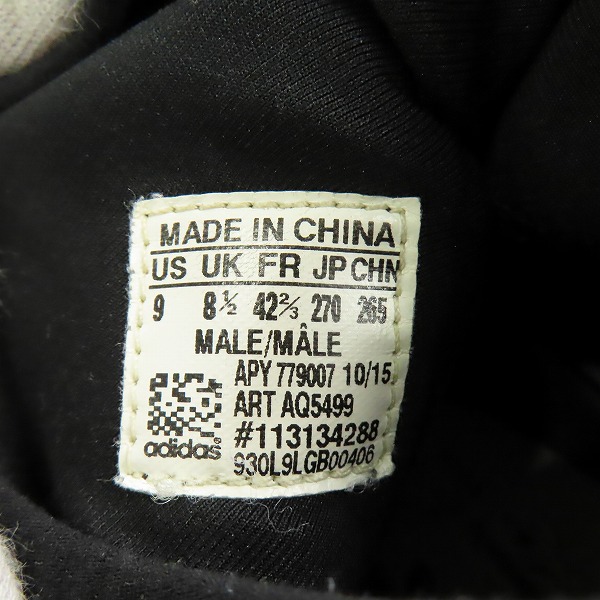 MADE IN CHINA
US UK FR JP CHN
9 8½ 42⅔ 270 265
MALE/MÂLE
APY 779007 10/15
ART AQ5499
#113134288
930L9LGB00406
adidas